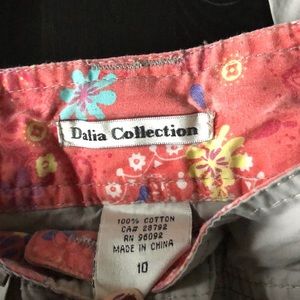 Dalia Collection
100% COTTON
CA# 28792
RN 96092
MADE IN CHINA
10